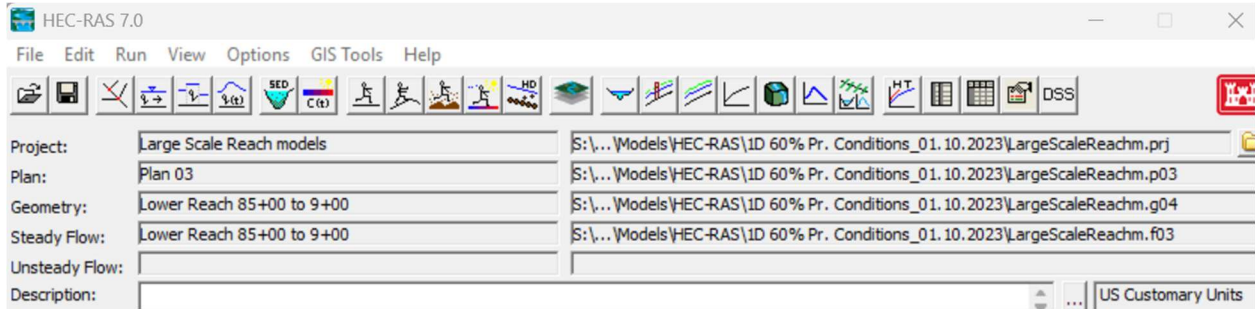 HEC-RAS 7.0
File Edit Run View Options GIS Tools Help
SED C(t) q(t) HD HT DSS
Project: Large Scale Reach models S:\...\Models\HEC-RAS\1D 60% Pr. Conditions_01.10.2023\LargeScaleReachm.prj
Plan: Plan 03 S:\...\Models\HEC-RAS\1D 60% Pr. Conditions_01.10.2023\LargeScaleReachm.p03
Geometry: Lower Reach 85+00 to 9+00 S:\...\Models\HEC-RAS\1D 60% Pr. Conditions_01.10.2023\LargeScaleReachm.g04
Steady Flow: Lower Reach 85+00 to 9+00 S:\...\Models\HEC-RAS\1D 60% Pr. Conditions_01.10.2023\LargeScaleReachm.f03
Unsteady Flow:
Description: ... US Customary Units